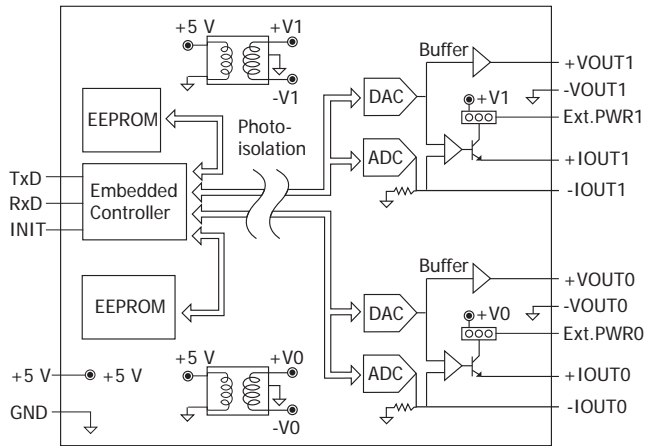 +5 V
+V1
-V1
EEPROM
Photo-
isolation
DAC
Buffer
+VOUT1
-VOUT1
+V1
Ext.PWR1
ADC
+IOUT1
-IOUT1
TxD
RxD
INIT
Embedded
Controller
EEPROM
DAC
Buffer
+VOUT0
-VOUT0
+V0
Ext.PWR0
ADC
+IOUT0
-IOUT0
+5 V
+5 V
GND
+5 V
+V0
-V0